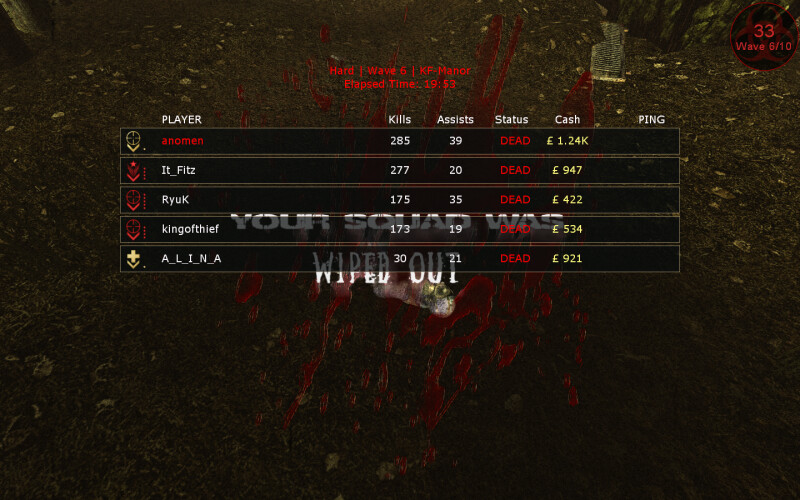 33
Wave 6/10
Hard | Wave 6 | KF-Manor
Elapsed Time: 19:53
PLAYER Kills Assists Status Cash PING
anomen 285 39 DEAD £ 1.24K
It_Fitz 277 20 DEAD £ 947
RyuK 175 35 DEAD £ 422
YOUR SQUAD WAS
kingofthief 173 19 DEAD £ 534
A_L_I_N_A 30 21 DEAD £ 921
WIPED OUT